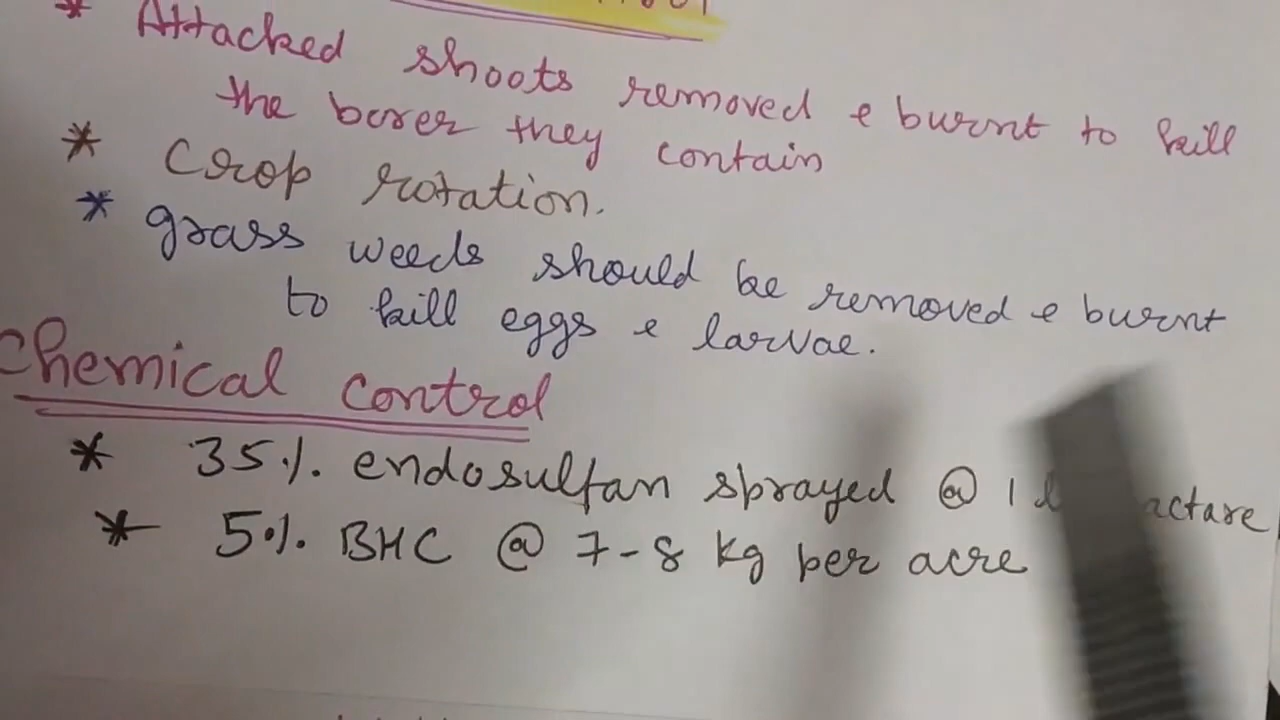 * Attacked shoots removed & burnt to kill
the borer they contain
* Crop rotation.
* grass weeds should be removed & burnt
to kill eggs & larvae.
Chemical control
* 35%. endosulfan sprayed @ 1
* 5%. BHC @ 7-8 kg per acre